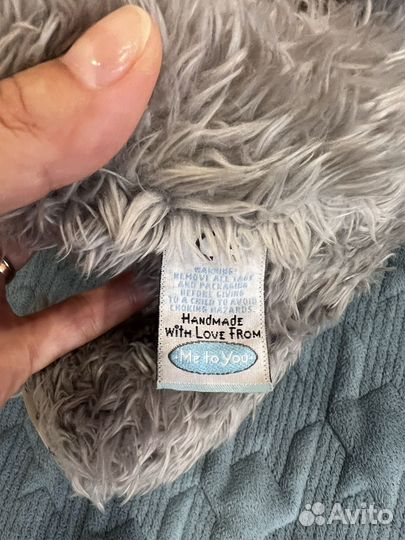 WARNING:
REMOVE ALL TAGS
AND PACKAGING
BEFORE GIVING
TO A CHILD TO AVOID
CHOKING HAZARDS.
HANDMADE
WITH LOVE FROM
Me to You
Avito